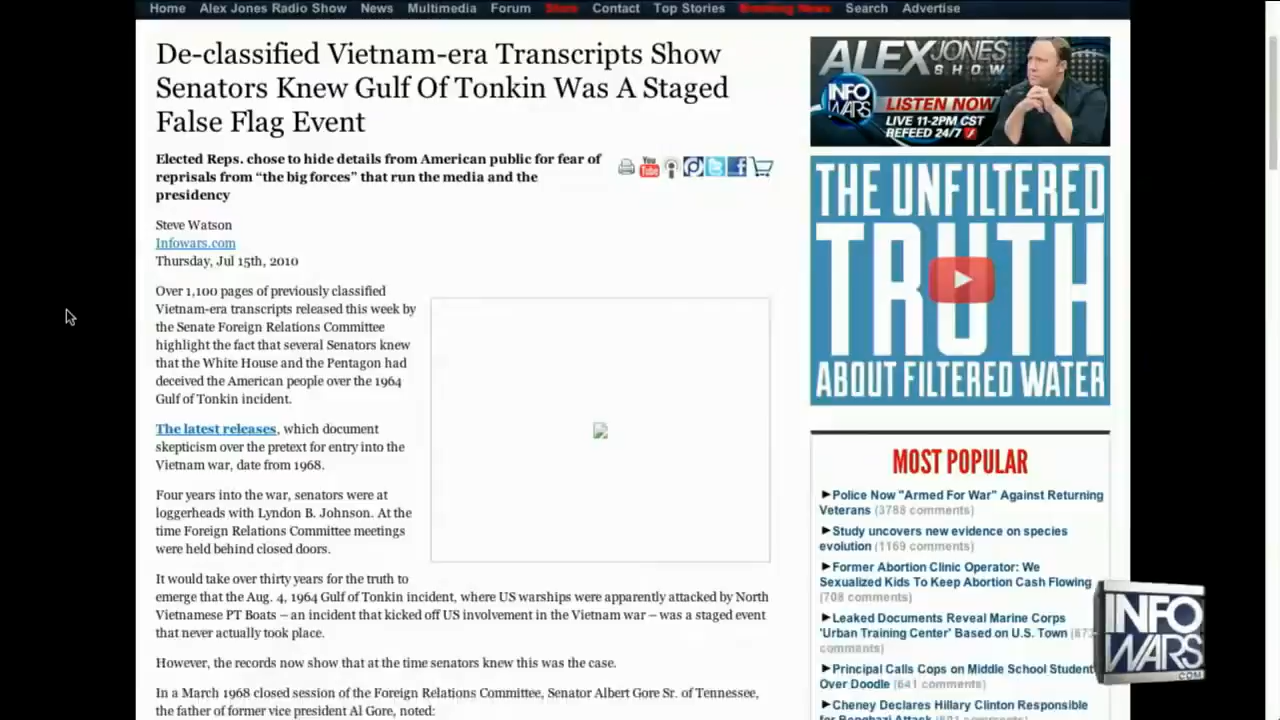 Home Alex Jones Radio Show News Multimedia Forum Store Contact Top Stories Breaking News Search Advertise
De-classified Vietnam-era Transcripts Show
Senators Knew Gulf Of Tonkin Was A Staged
False Flag Event
Elected Reps. chose to hide details from American public for fear of
reprisals from “the big forces” that run the media and the
presidency
You
Tube
Steve Watson
Infowars.com
Thursday, Jul 15th, 2010
Over 1,100 pages of previously classified
Vietnam-era transcripts released this week by
the Senate Foreign Relations Committee
highlight the fact that several Senators knew
that the White House and the Pentagon had
deceived the American people over the 1964
Gulf of Tonkin incident.
The latest releases, which document
skepticism over the pretext for entry into the
Vietnam war, date from 1968.
Four years into the war, senators were at
loggerheads with Lyndon B. Johnson. At the
time Foreign Relations Committee meetings
were held behind closed doors.
It would take over thirty years for the truth to
emerge that the Aug. 4, 1964 Gulf of Tonkin incident, where US warships were apparently attacked by North
Vietnamese PT Boats – an incident that kicked off US involvement in the Vietnam war – was a staged event
that never actually took place.
However, the records now show that at the time senators knew this was the case.
In a March 1968 closed session of the Foreign Relations Committee, Senator Albert Gore Sr. of Tennessee,
the father of former vice president Al Gore, noted:
ALEX JONES
SHOW
INFO
WARS
LISTEN NOW
LIVE 11-2PM CST
REFEED 24/7
THE UNFILTERED
TRUTH
ABOUT FILTERED WATER
MOST POPULAR
Police Now "Armed For War" Against Returning
Veterans (3788 comments)
Study uncovers new evidence on species
evolution (1169 comments)
Former Abortion Clinic Operator: We
Sexualized Kids To Keep Abortion Cash Flowing
(708 comments)
Leaked Documents Reveal Marine Corps
'Urban Training Center' Based on U.S. Town
comments)
Principal Calls Cops on Middle School Student
Over Doodle (641 comments)
Cheney Declares Hillary Clinton Responsible
for Benghazi Attack
INFO
WARS
.COM